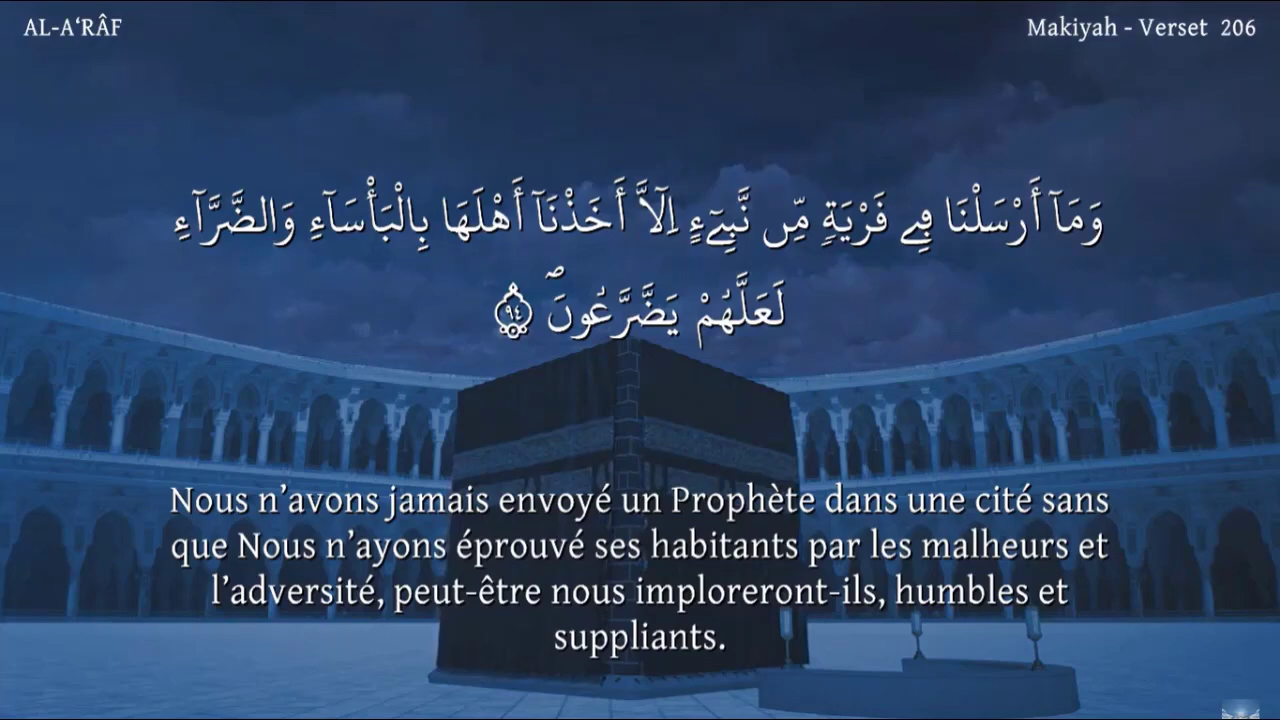 AL-A‘RÂF
Makiyah - Verset 206
وَمَآ أَرْسَلْنَا فِے قَرْيَةٖ مِّن نَّبِےٓءٍ اِلَّآ أَخَذْنَآ أَهْلَهَا بِالْبَأْسَآءِ وَالضَّرَّآءِ
لَعَلَّهُمْ يَضَّرَّعُونَۖ ۝٩٤
Nous n’avons jamais envoyé un Prophète dans une cité sans
que Nous n’ayons éprouvé ses habitants par les malheurs et
l’adversité, peut-être nous imploreront-ils, humbles et
suppliants.